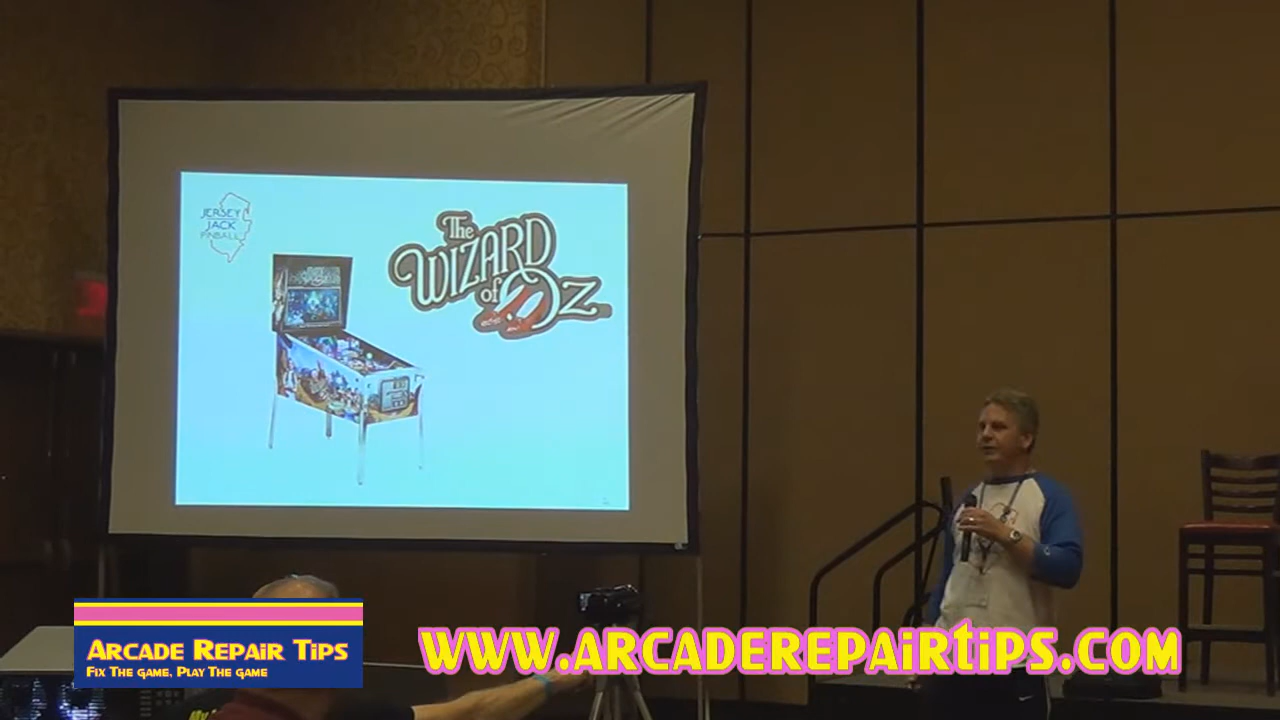 JERSEY
JACK
PINBALL
The
WIZARD
of OZ
ARCADE REPAIR TIPS
FIX THE GAME, PLAY THE GAME
www.ARCADEREPAIRTIPS.COM
My